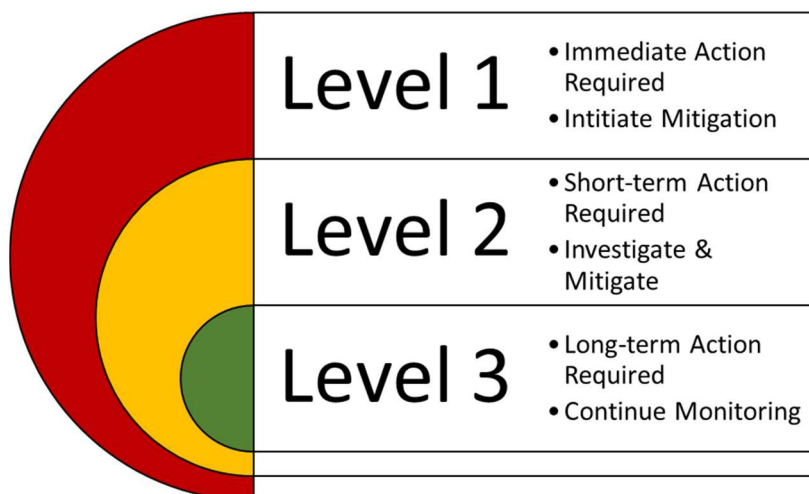 Level 1
• Immediate Action
Required
• Intitiate Mitigation
Level 2
• Short-term Action
Required
• Investigate &
Mitigate
Level 3
• Long-term Action
Required
• Continue Monitoring